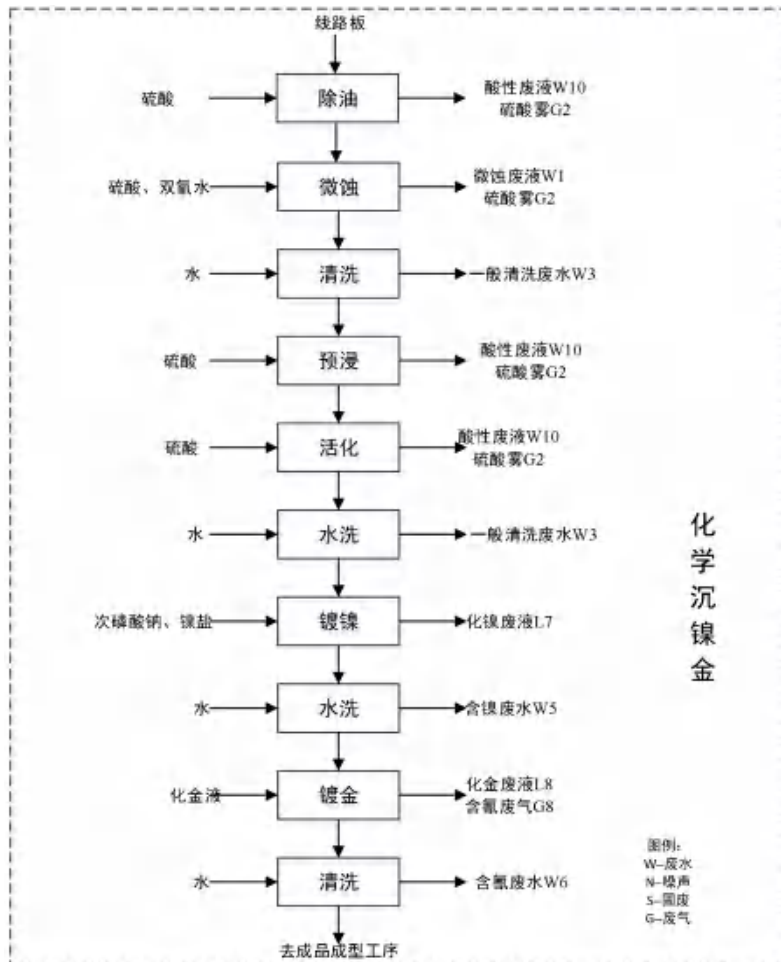 线路板
硫酸
除油
酸性废液W10
硫酸雾G2
硫酸、双氧水
微蚀
微蚀废液W1
硫酸雾G2
水
清洗
一般清洗废水W3
硫酸
预浸
酸性废液W10
硫酸雾G2
硫酸
活化
酸性废液W10
硫酸雾G2
水
水洗
一般清洗废水W3
次磷酸钠、镍盐
镀镍
化镍废液L7
水
水洗
含镍废水W5
化金液
镀金
化金废液L8
含氰废气G8
水
清洗
含氰废水W6
去成品成型工序
化学沉镍金
图例：
W—废水
N—噪声
S—固废
G—废气